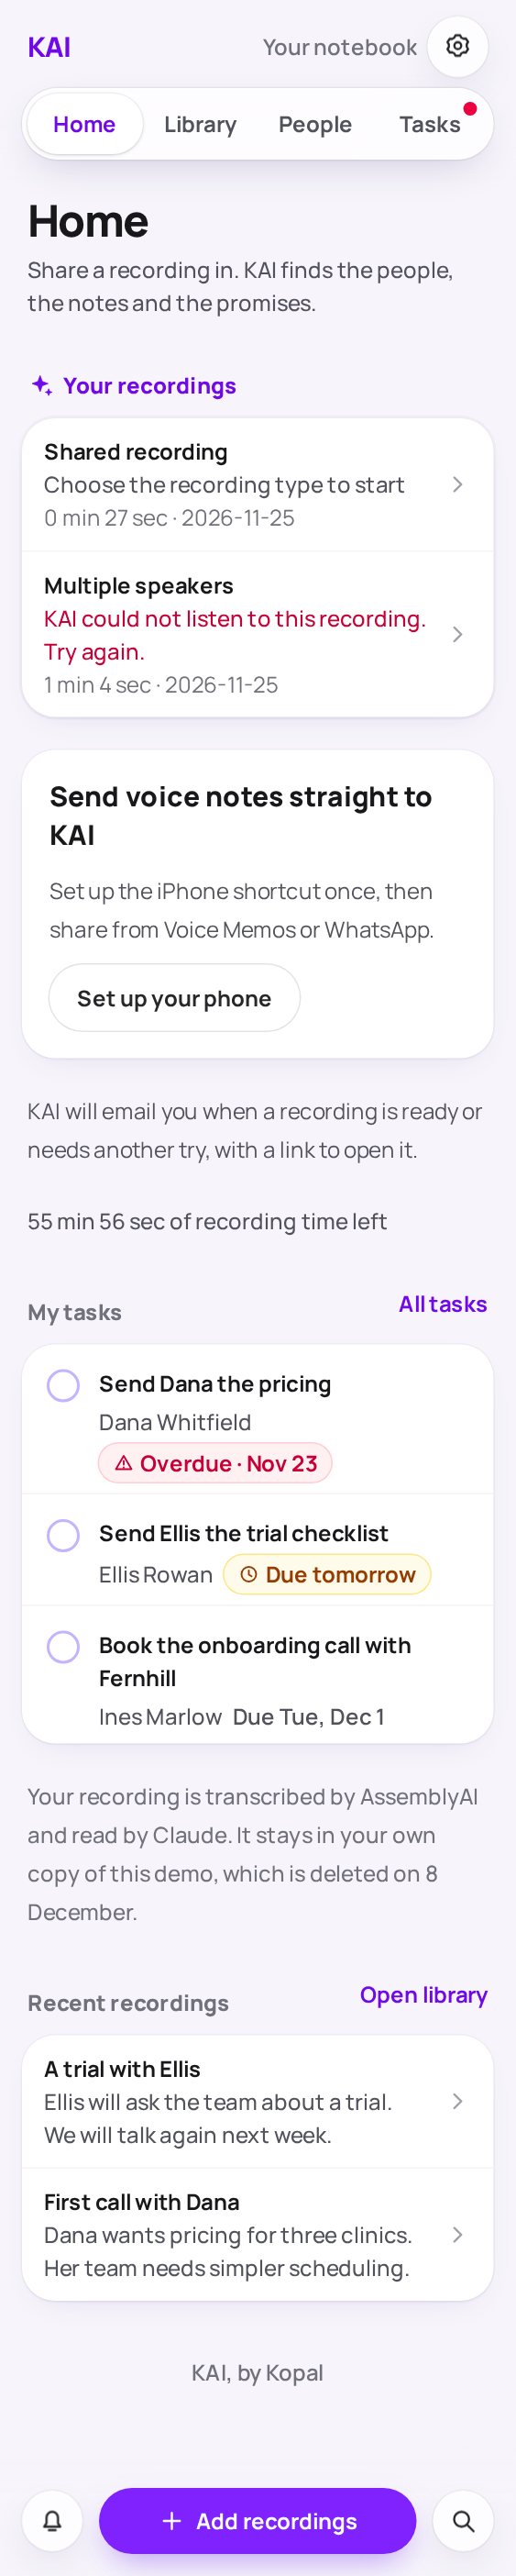 KAI
Your notebook
Home
Library
People
Tasks
Home
Share a recording in. KAI finds the people,
the notes and the promises.
Your recordings
Shared recording
Choose the recording type to start
0 min 27 sec · 2026-11-25
Multiple speakers
KAI could not listen to this recording.
Try again.
1 min 4 sec · 2026-11-25
Send voice notes straight to
KAI
Set up the iPhone shortcut once, then
share from Voice Memos or WhatsApp.
Set up your phone
KAI will email you when a recording is ready or
needs another try, with a link to open it.
55 min 56 sec of recording time left
My tasks
All tasks
Send Dana the pricing
Dana Whitfield
Overdue · Nov 23
Send Ellis the trial checklist
Ellis Rowan
Due tomorrow
Book the onboarding call with
Fernhill
Ines Marlow Due Tue, Dec 1
Your recording is transcribed by AssemblyAI
and read by Claude. It stays in your own
copy of this demo, which is deleted on 8
December.
Recent recordings
Open library
A trial with Ellis
Ellis will ask the team about a trial.
We will talk again next week.
First call with Dana
Dana wants pricing for three clinics.
Her team needs simpler scheduling.
KAI, by Kopal
Add recordings